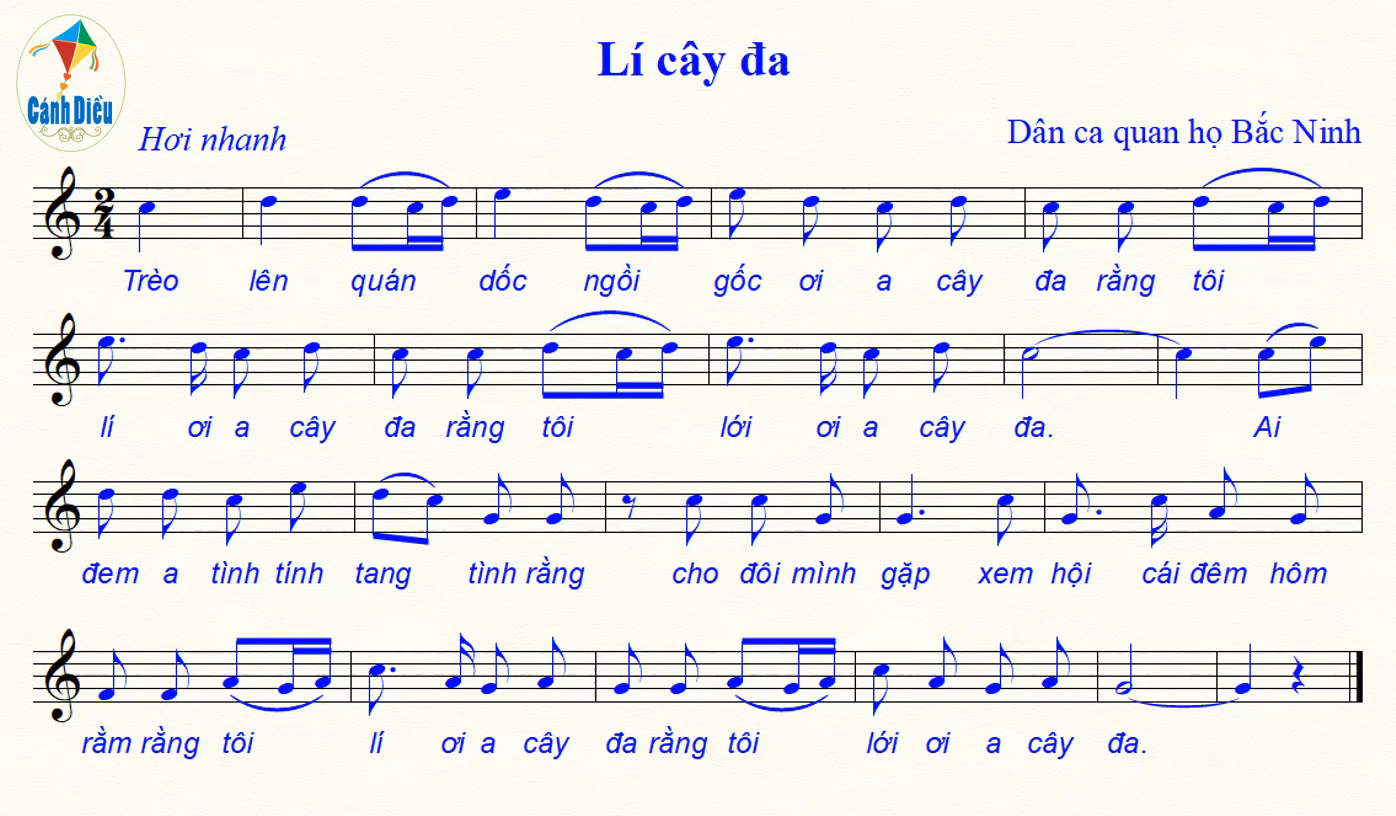 Cánh Diều
Lí cây đa
Hơi nhanh
Dân ca quan họ Bắc Ninh
2
4
Trèo lên quán dốc ngồi gốc ơi a cây đa rằng tôi
lí ơi a cây đa rằng tôi lới ơi a cây đa. Ai
đem a tình tính tang tình rằng cho đôi mình gặp xem hội cái đêm hôm
rằm rằng tôi lí ơi a cây đa rằng tôi lới ơi a cây đa.